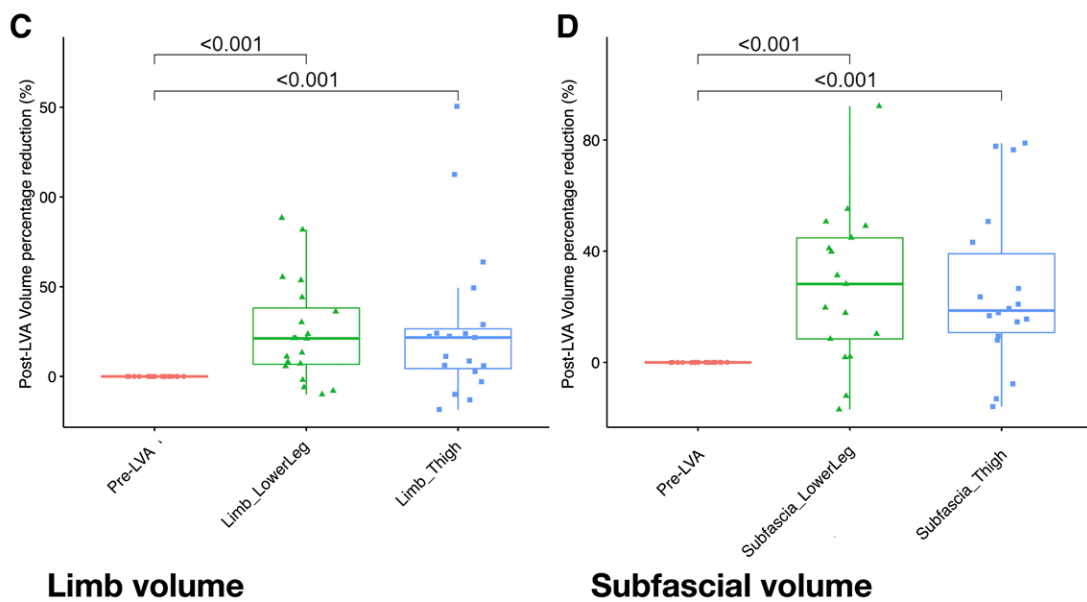 C
<0.001
<0.001
Post-LVA Volume percentage reduction (%)
50
00
50
0
Pre-LVA
Limb_LowerLeg
Limb_Thigh
Limb volume
D
<0.001
<0.001
Post-LVA Volume percentage reduction (%)
80
40
0
Pre-LVA
Subfascia_LowerLeg
Subfascia_Thigh
Subfascial volume